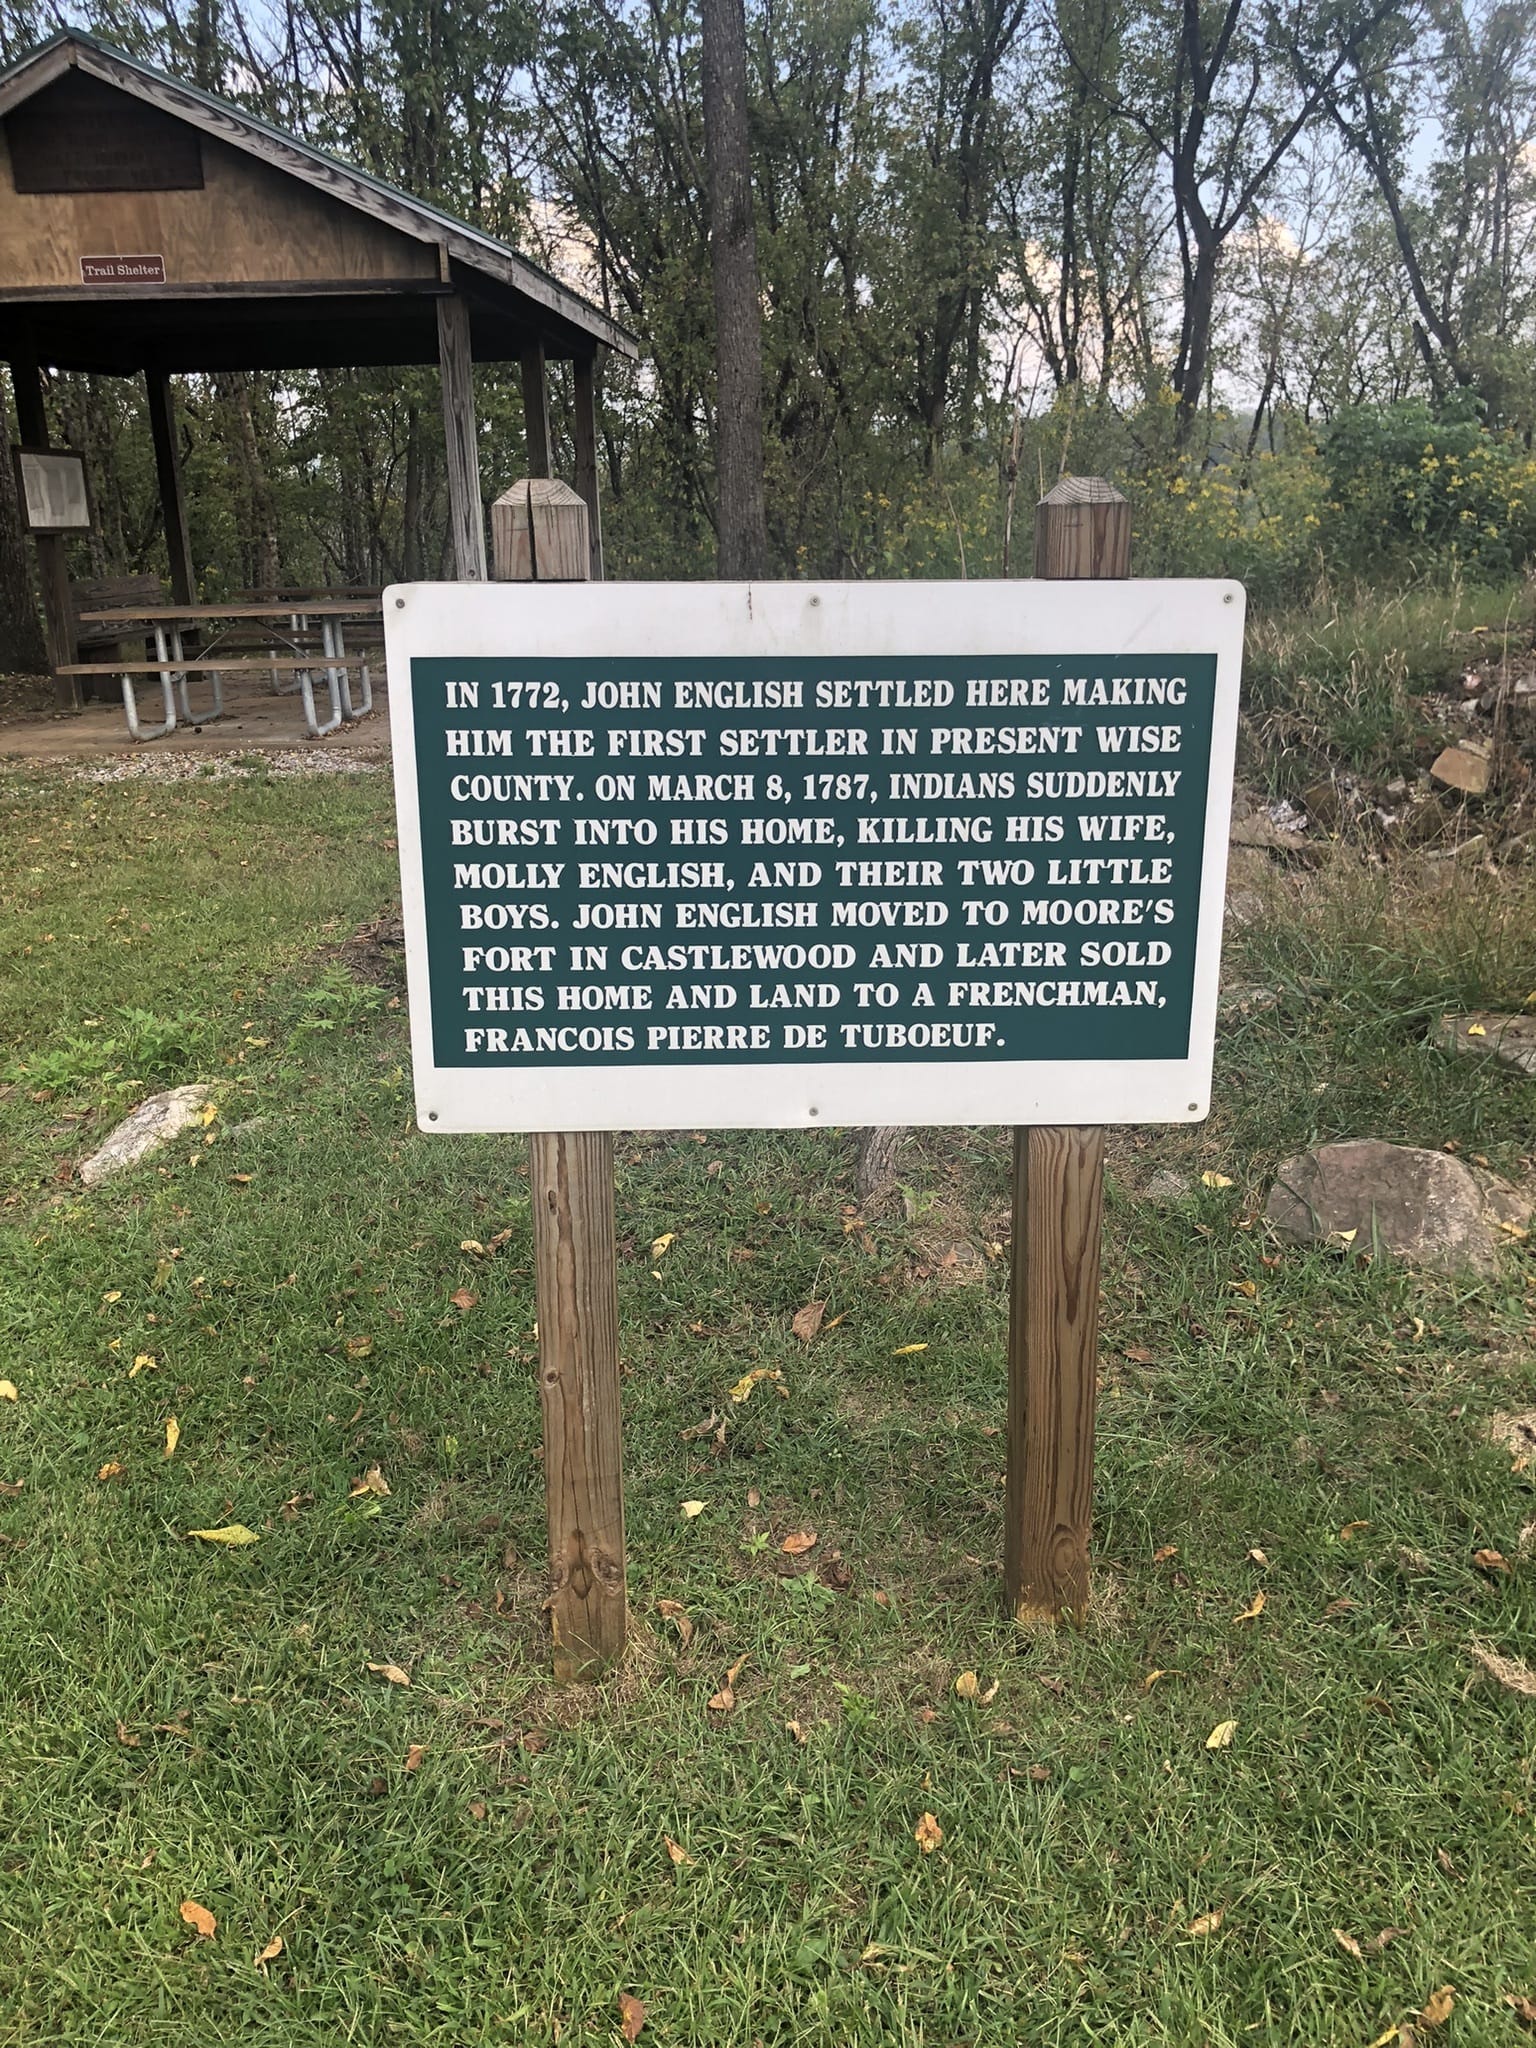 Trail Shelter
IN 1772, JOHN ENGLISH SETTLED HERE MAKING
HIM THE FIRST SETTLER IN PRESENT WISE
COUNTY. ON MARCH 8, 1787, INDIANS SUDDENLY
BURST INTO HIS HOME, KILLING HIS WIFE,
MOLLY ENGLISH, AND THEIR TWO LITTLE
BOYS. JOHN ENGLISH MOVED TO MOORE'S
FORT IN CASTLEWOOD AND LATER SOLD
THIS HOME AND LAND TO A FRENCHMAN,
FRANCOIS PIERRE DE TUBOEUF.